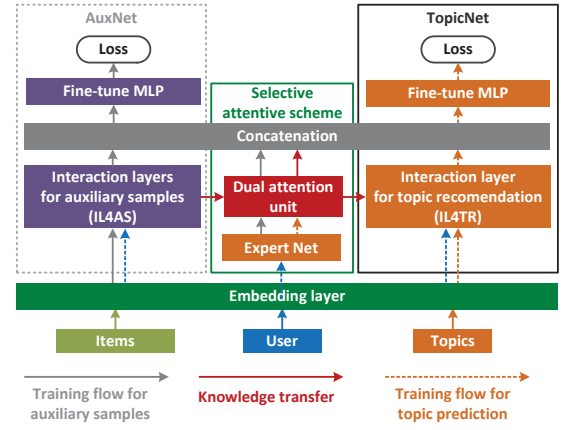 AuxNet
TopicNet
Loss
Loss
Fine-tune MLP
Selective
attentive scheme
Fine-tune MLP
Concatenation
Interaction layers
for auxiliary samples
(IL4AS)
Dual attention
unit
Interaction layer
for topic recomendation
(IL4TR)
Expert Net
Embedding layer
Items
User
Topics
Training flow for
auxiliary samples
Knowledge transfer
Training flow for
topic prediction